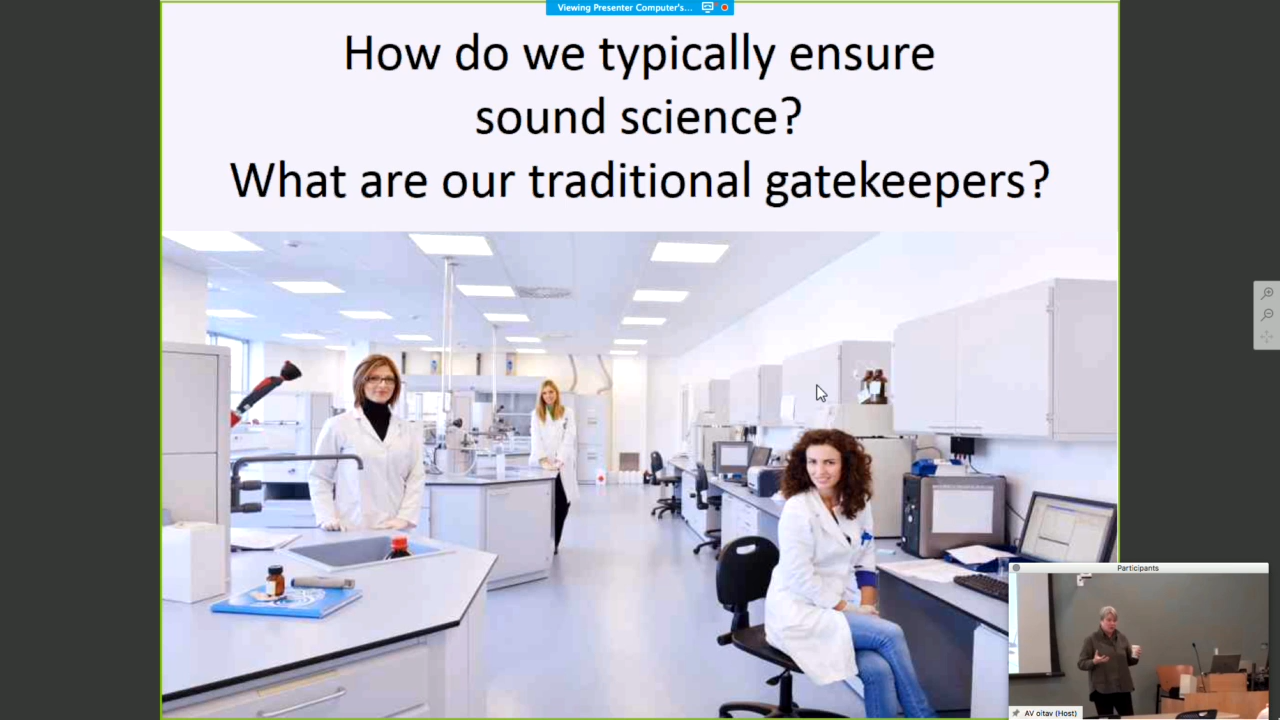 Viewing Presenter Computer's...
How do we typically ensure
sound science?
What are our traditional gatekeepers?
Participants
AV oitav (Host)